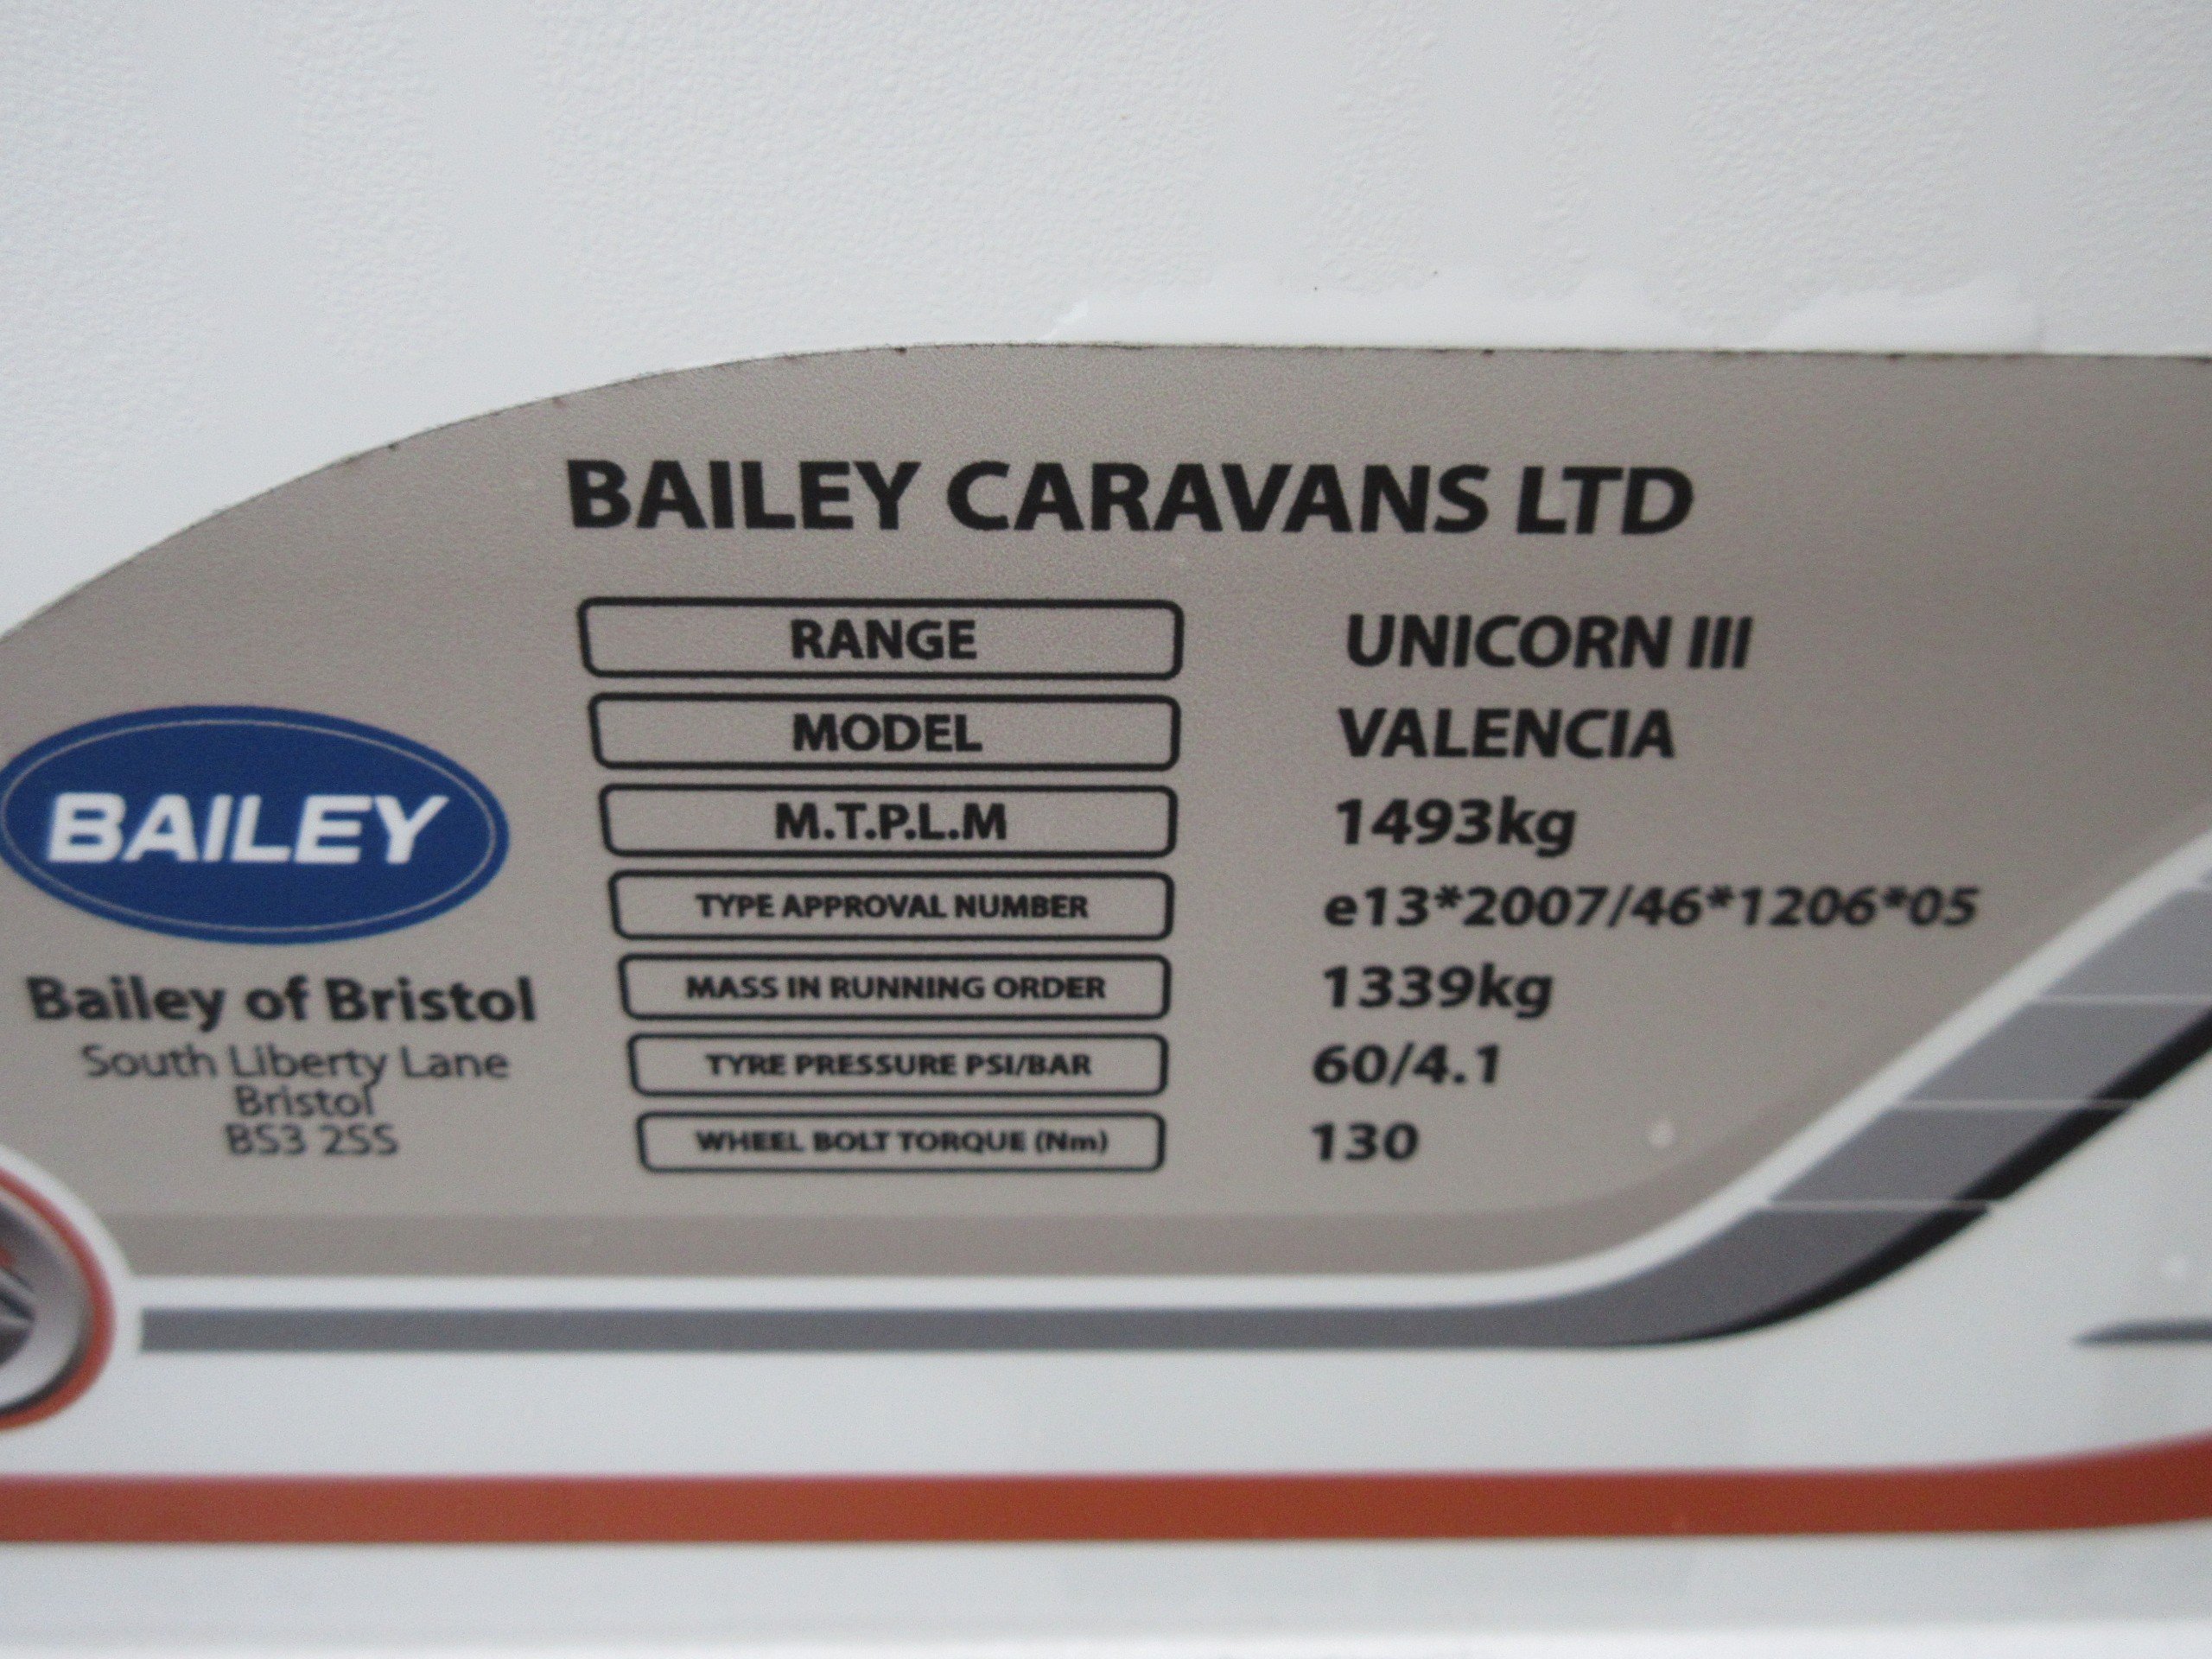 BAILEY CARAVANS LTD
RANGE UNICORN III
MODEL VALENCIA
M.T.P.L.M 1493kg
TYPE APPROVAL NUMBER e13*2007/46*1206*05
MASS IN RUNNING ORDER 1339kg
TYRE PRESSURE PSI/BAR 60/4.1
WHEEL BOLT TORQUE (Nm) 130
BAILEY
Bailey of Bristol
South Liberty Lane
Bristol
BS3 2SS